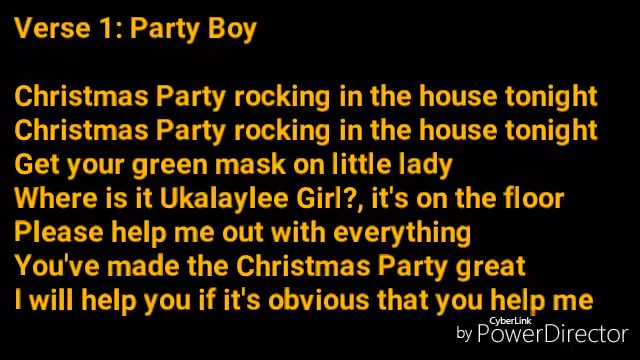 Verse 1: Party Boy
Christmas Party rocking in the house tonight
Christmas Party rocking in the house tonight
Get your green mask on little lady
Where is it Ukalaylee Girl?, it's on the floor
Please help me out with everything
You've made the Christmas Party great
I will help you if it's obvious that you help me
CyberLink
by PowerDirector